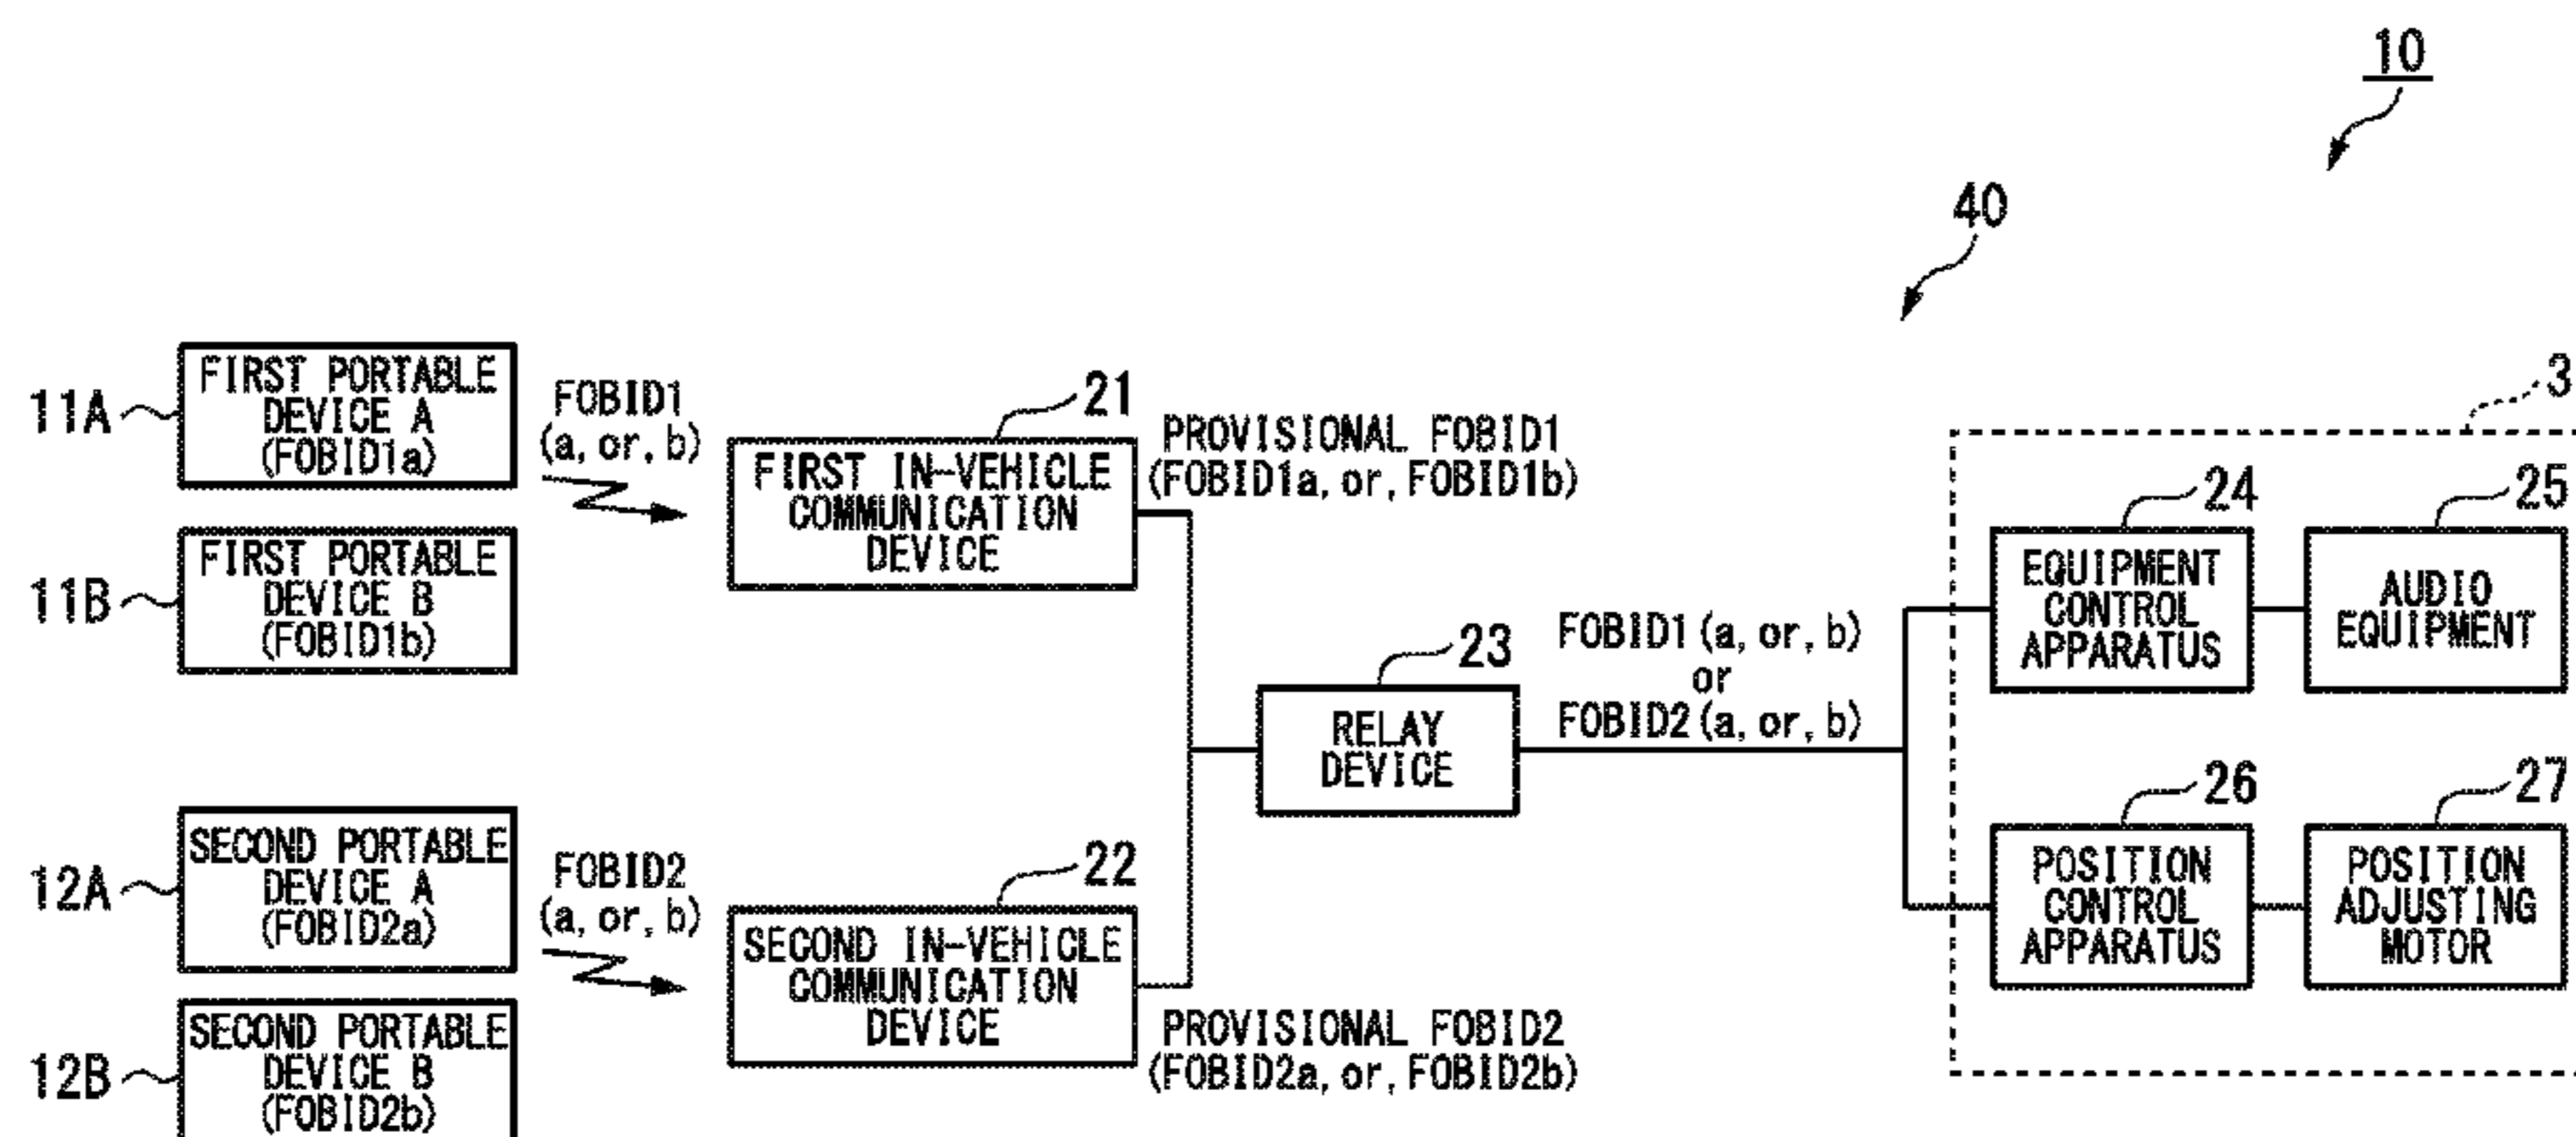 10
40
3
FIRST PORTABLE
DEVICE A
(FOBID1a)
11A
FOBID1
(a, or, b)
21
FIRST IN-VEHICLE
COMMUNICATION
DEVICE
PROVISIONAL FOBID1
(FOBID1a, or, FOBID1b)
FIRST PORTABLE
DEVICE B
(FOBID1b)
11B
24
EQUIPMENT
CONTROL
APPARATUS
25
AUDIO
EQUIPMENT
23
RELAY
DEVICE
FOBID1 (a, or, b)
or
FOBID2 (a, or, b)
SECOND PORTABLE
DEVICE A
(FOBID2a)
12A
FOBID2
(a, or, b)
22
SECOND IN-VEHICLE
COMMUNICATION
DEVICE
PROVISIONAL FOBID2
(FOBID2a, or, FOBID2b)
26
POSITION
CONTROL
APPARATUS
27
POSITION
ADJUSTING
MOTOR
SECOND PORTABLE
DEVICE B
(FOBID2b)
12B